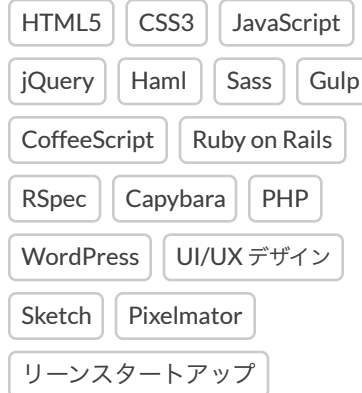 HTML5 CSS3 JavaScript
jQuery Haml Sass Gulp
CoffeeScript Ruby on Rails
RSpec Capybara PHP
WordPress UI/UX デザイン
Sketch Pixelmator
リーンスタートアップ